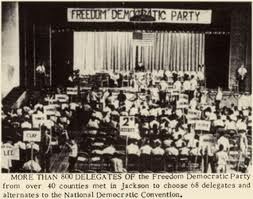 FREEDOM DEMOCRATIC PARTY
CLAY
LEE
MORE THAN 800 DELEGATES OF the Freedom Democratic Party
from over 40 counties met in Jackson to choose 68 delegates and
alternates to the National Democratic Convention.